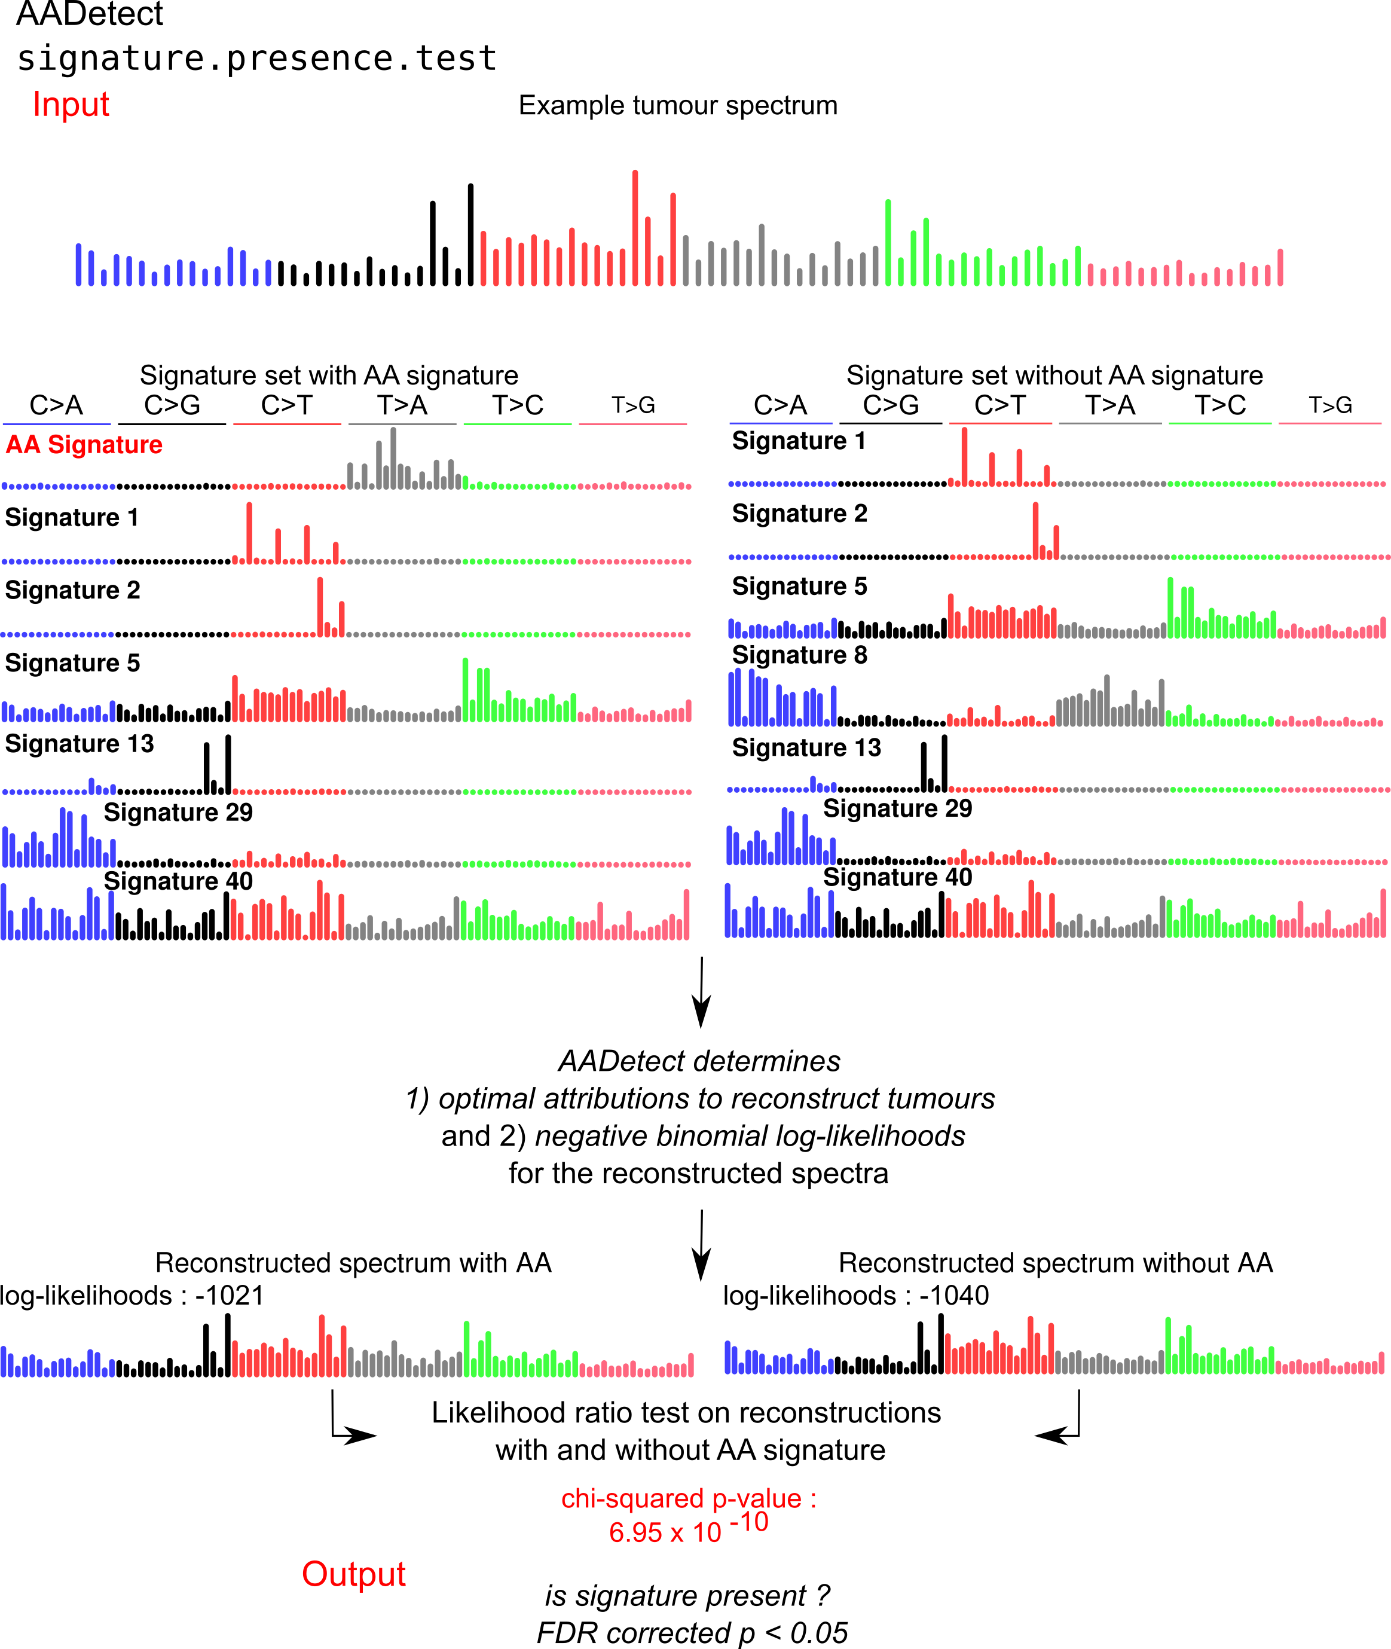 AADetect
signature.presence.test
Input
Example tumour spectrum
Signature set with AA signature
C>A C>G C>T T>A T>C T>G
AA Signature
Signature 1
Signature 2
Signature 5
Signature 13
Signature 29
Signature 40
Signature set without AA signature
C>A C>G C>T T>A T>C T>G
Signature 1
Signature 2
Signature 5
Signature 8
Signature 13
Signature 29
Signature 40
AADetect determines
1) optimal attributions to reconstruct tumours
and 2) negative binomial log-likelihoods
for the reconstructed spectra
Reconstructed spectrum with AA
log-likelihoods : -1021
Reconstructed spectrum without AA
log-likelihoods : -1040
Likelihood ratio test on reconstructions
with and without AA signature
chi-squared p-value :
6.95 x 10 -10
Output
is signature present ?
FDR corrected p < 0.05